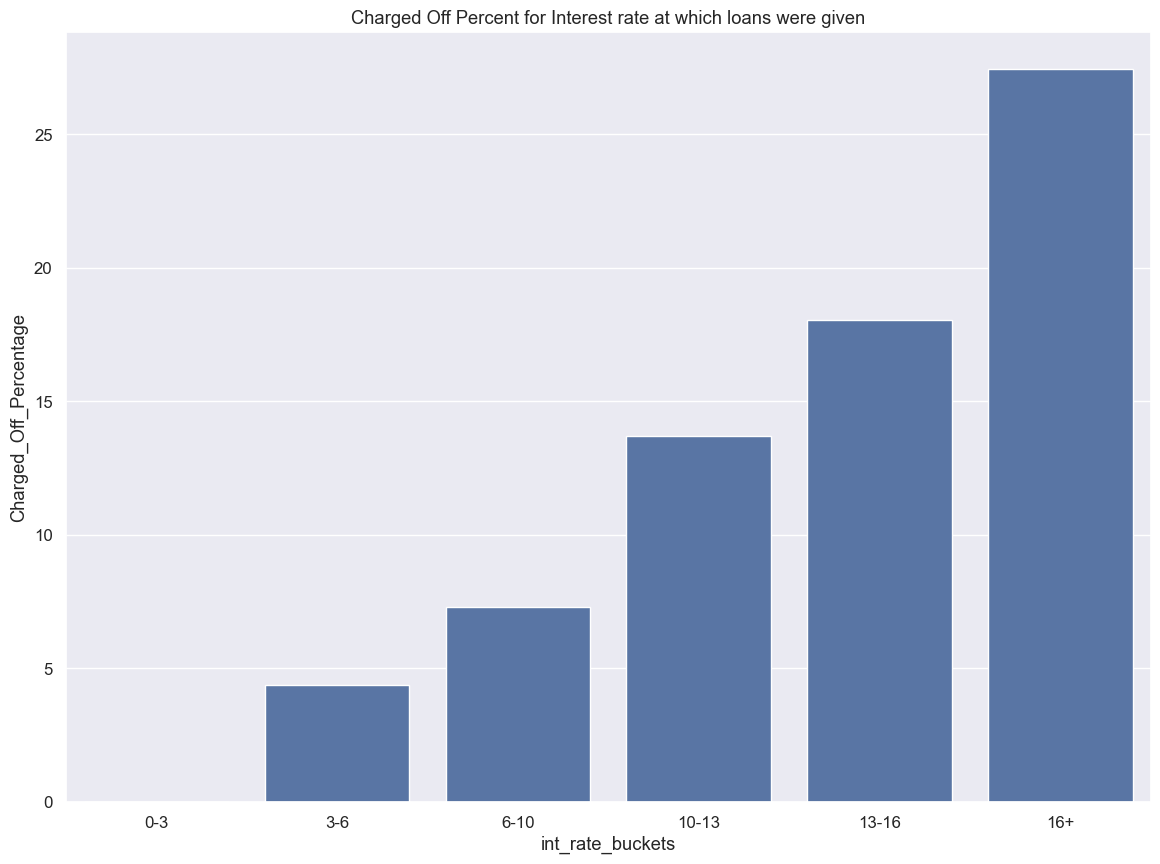 Charged Off Percent for Interest rate at which loans were given
Charged_Off_Percentage
25
20
15
10
5
0
0-3 3-6 6-10 10-13 13-16 16+
int_rate_buckets